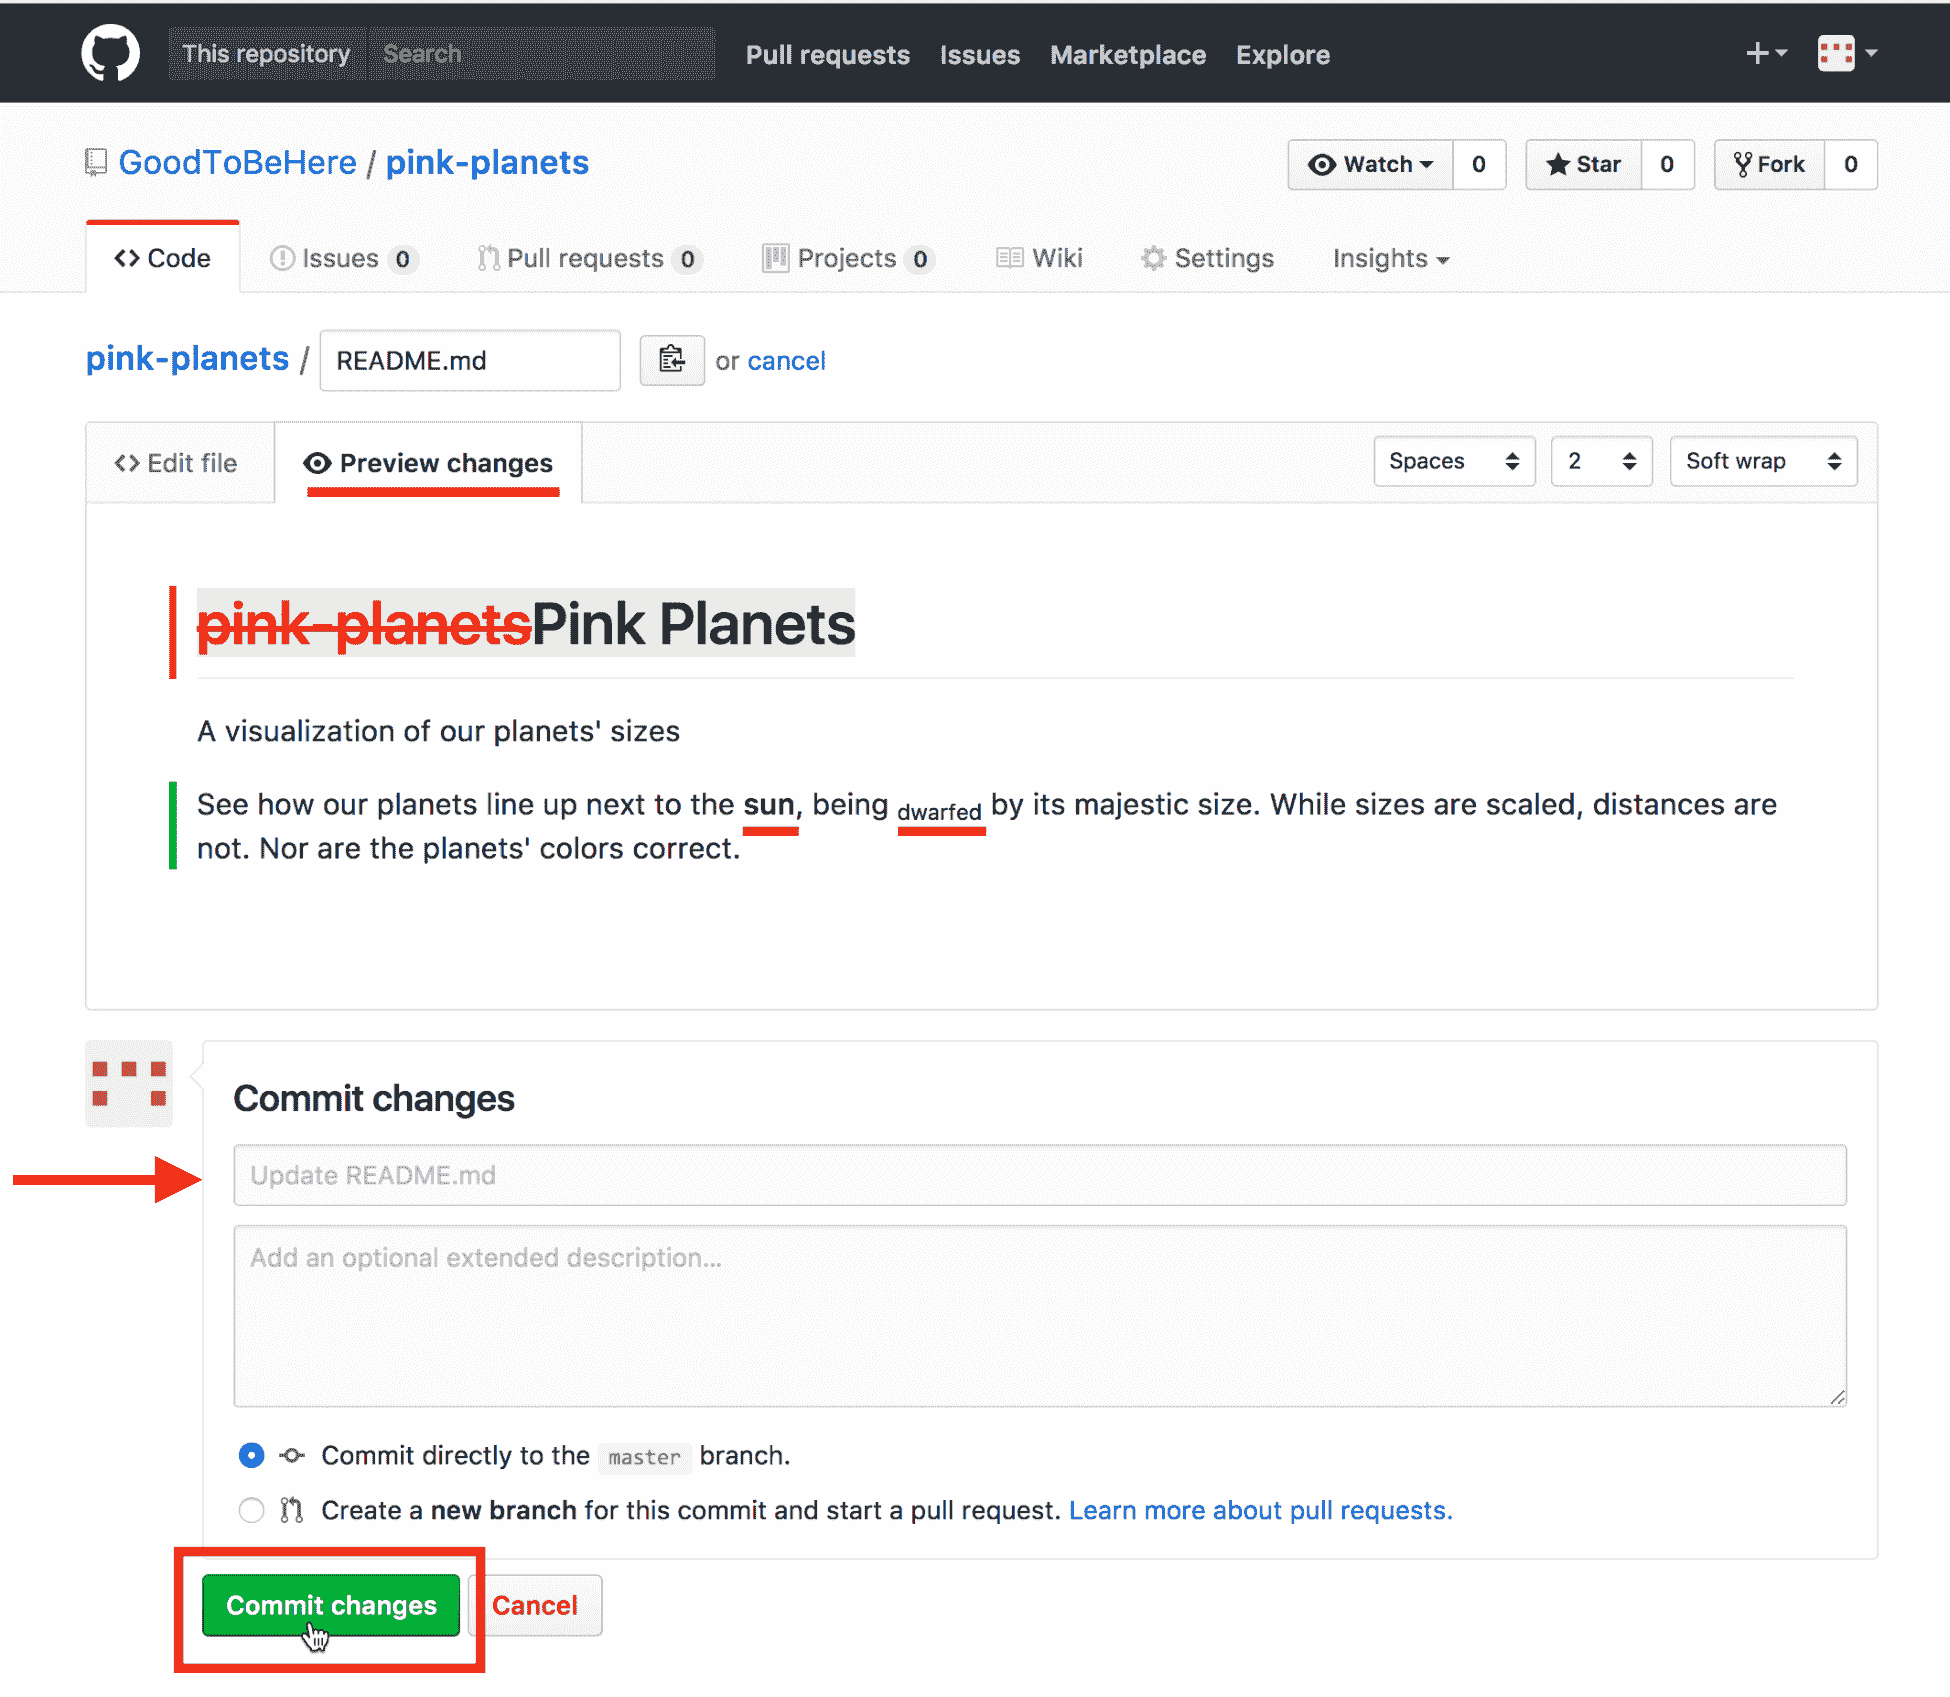 This repository Search Pull requests Issues Marketplace Explore
GoodToBeHere / pink-planets Watch 0 Star 0 Fork 0
Code Issues 0 Pull requests 0 Projects 0 Wiki Settings Insights
pink-planets / README.md or cancel
Edit file Preview changes Spaces 2 Soft wrap
pink-planetsPink Planets
A visualization of our planets' sizes
See how our planets line up next to the sun, being dwarfed by its majestic size. While sizes are scaled, distances are
not. Nor are the planets' colors correct.
Commit changes
Update README.md
Add an optional extended description...
Commit directly to the master branch.
Create a new branch for this commit and start a pull request. Learn more about pull requests.
Commit changes Cancel